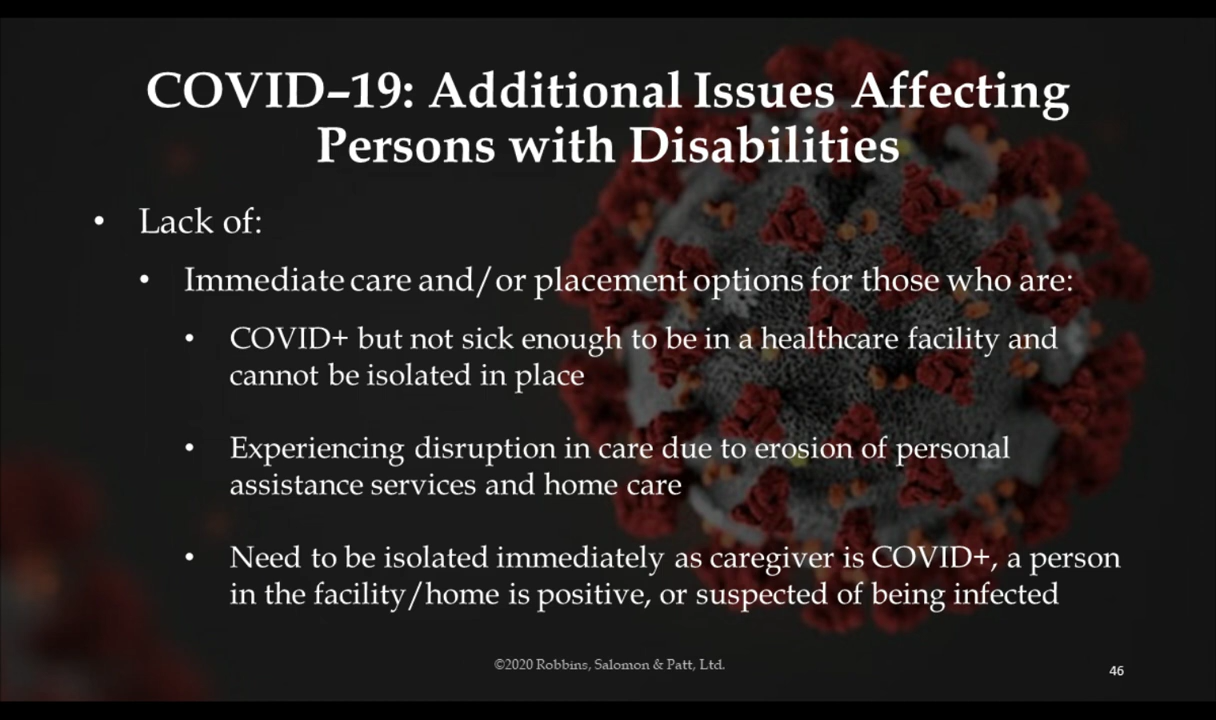 COVID–19: Additional Issues Affecting
Persons with Disabilities
• Lack of:
• Immediate care and/or placement options for those who are:
• COVID+ but not sick enough to be in a healthcare facility and
cannot be isolated in place
• Experiencing disruption in care due to erosion of personal
assistance services and home care
• Need to be isolated immediately as caregiver is COVID+, a person
in the facility/home is positive, or suspected of being infected
©2020 Robbins, Salomon & Patt, Ltd.
46